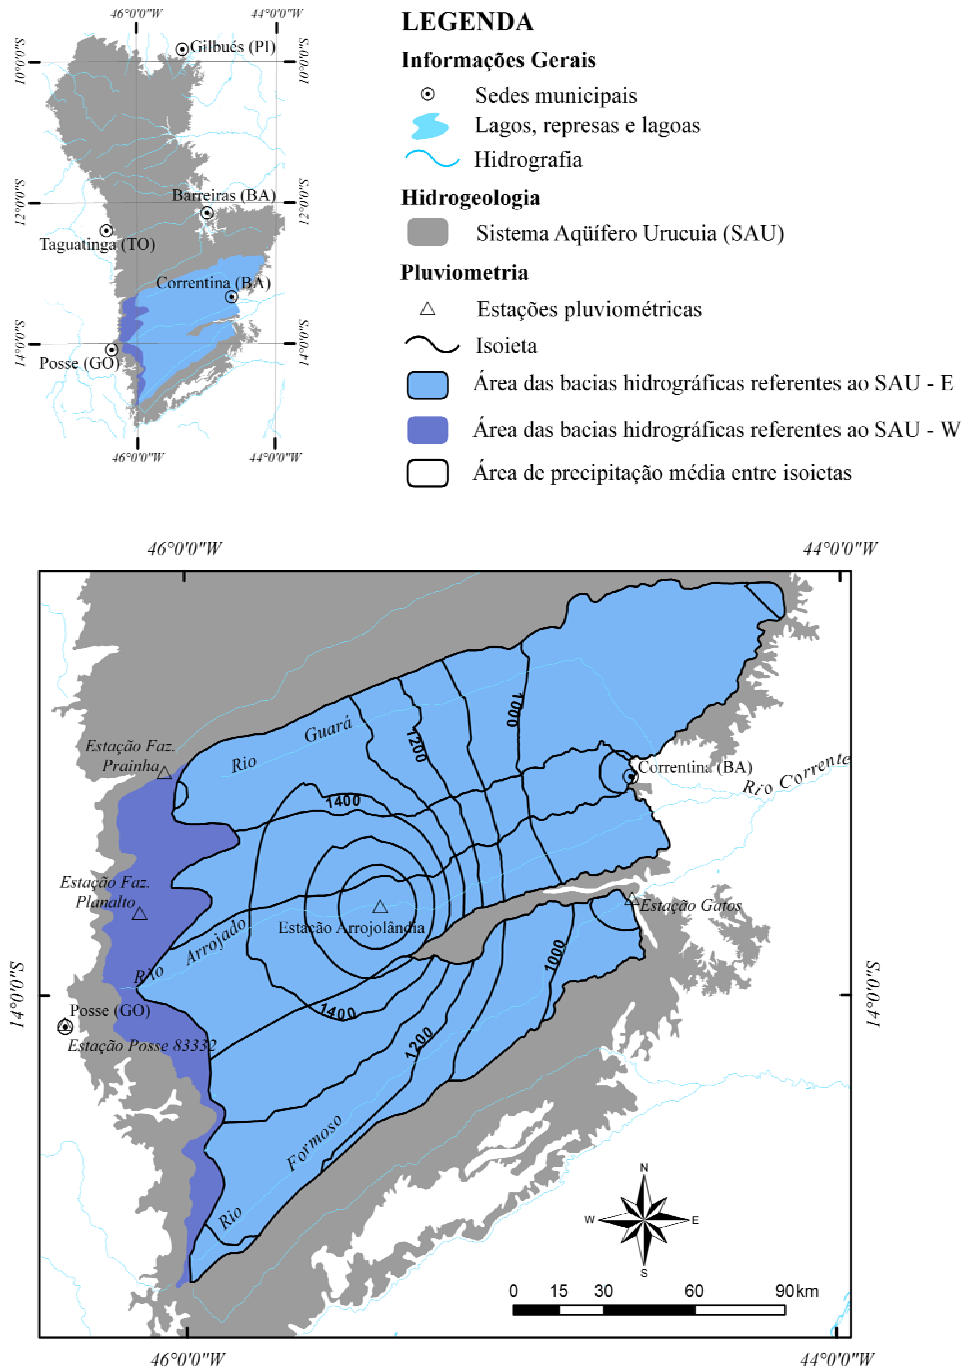 46°0'0"W
44°0'0"W
Gilbués (PI)
10°0'0"S
10°0'0"S
Barreiras (BA)
12°0'0"S
12°0'0"S
Taguatinga (TO)
Correntina (BA)
14°0'0"S
14°0'0"S
Posse (GO)
46°0'0"W
44°0'0"W
LEGENDA
Informações Gerais
Sedes municipais
Lagos, represas e lagoas
Hidrografia
Hidrogeologia
Sistema Aqüífero Urucuia (SAU)
Pluviometria
Estações pluviométricas
Isoieta
Área das bacias hidrográficas referentes ao SAU - E
Área das bacias hidrográficas referentes ao SAU - W
Área de precipitação média entre isoietas
46°0'0"W
44°0'0"W
1000
Rio Guará
1200
Estação Faz.
Prainha
Correntina (BA)
Rio Corrente
1400
Estação Faz.
Planalto
Estação Gatos
Estação Arrojolândia
Rio Arrojado
1000
14°0'0"S
14°0'0"S
Posse (GO)
1400
Estação Posse 83332
1200
Rio Formoso
N
W
E
S
0 15 30 60 90 km
46°0'0"W
44°0'0"W